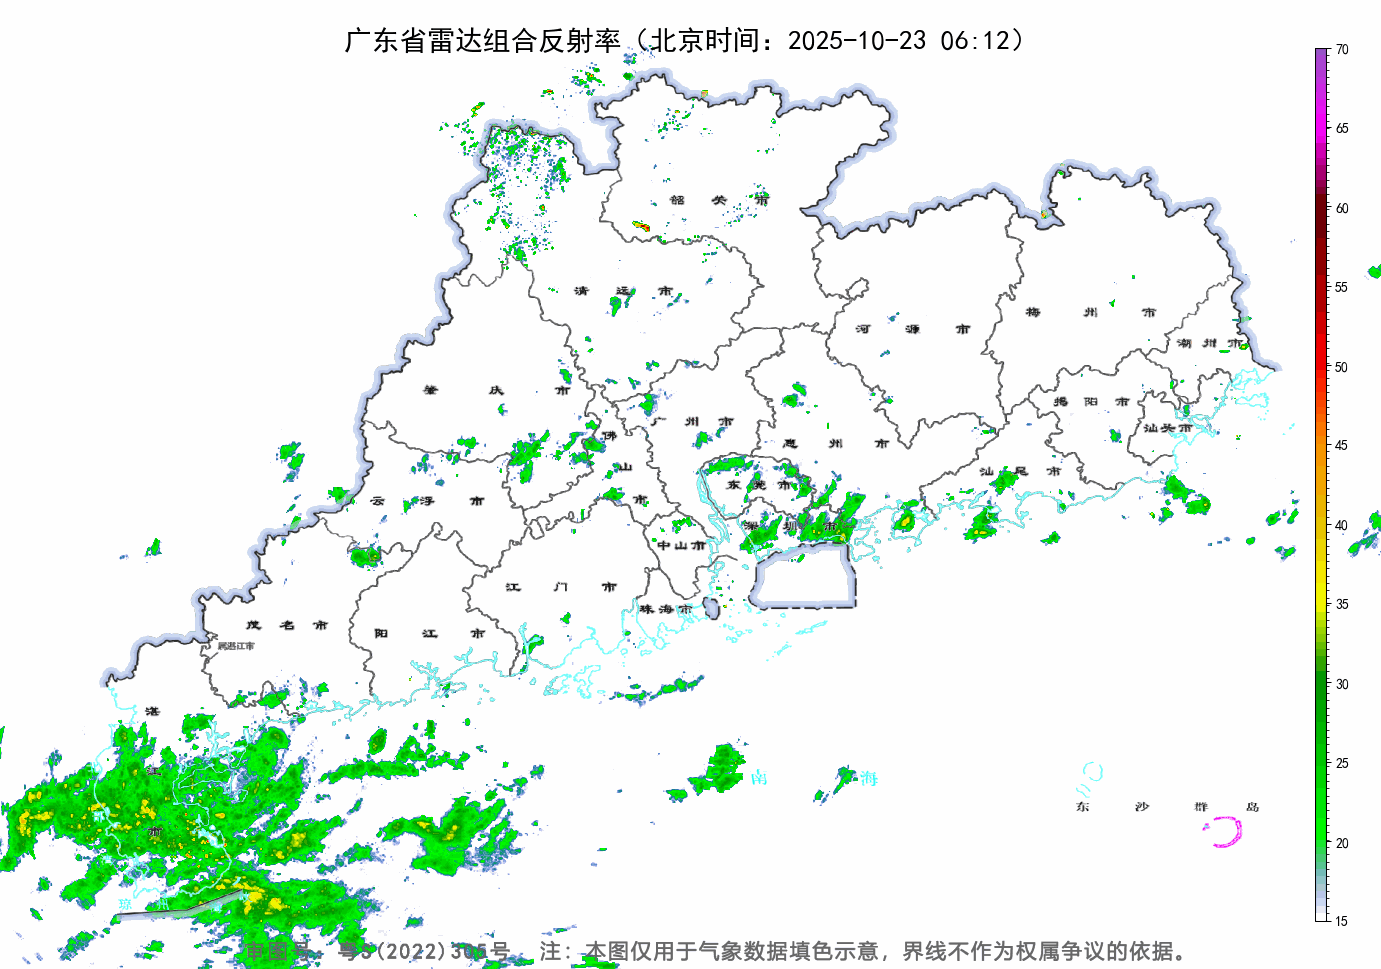 广东省雷达组合反射率（北京时间：2025-10-23 06:12）
70
65
60
55
50
45
40
35
30
25
20
15
韶关市
清远市
河源市
梅州市
潮州市
肇庆市
揭阳市
广州市
佛山市
惠州市
汕头市
汕尾市
云浮市
东莞市
深圳市
中山市
江门市
珠海市
茂名市
阳江市
属湛江市
湛江市
南海
东沙群岛
琼
审图号：粤S(2022)305号 注：本图仅用于气象数据填色示意，界线不作为权属争议的依据。